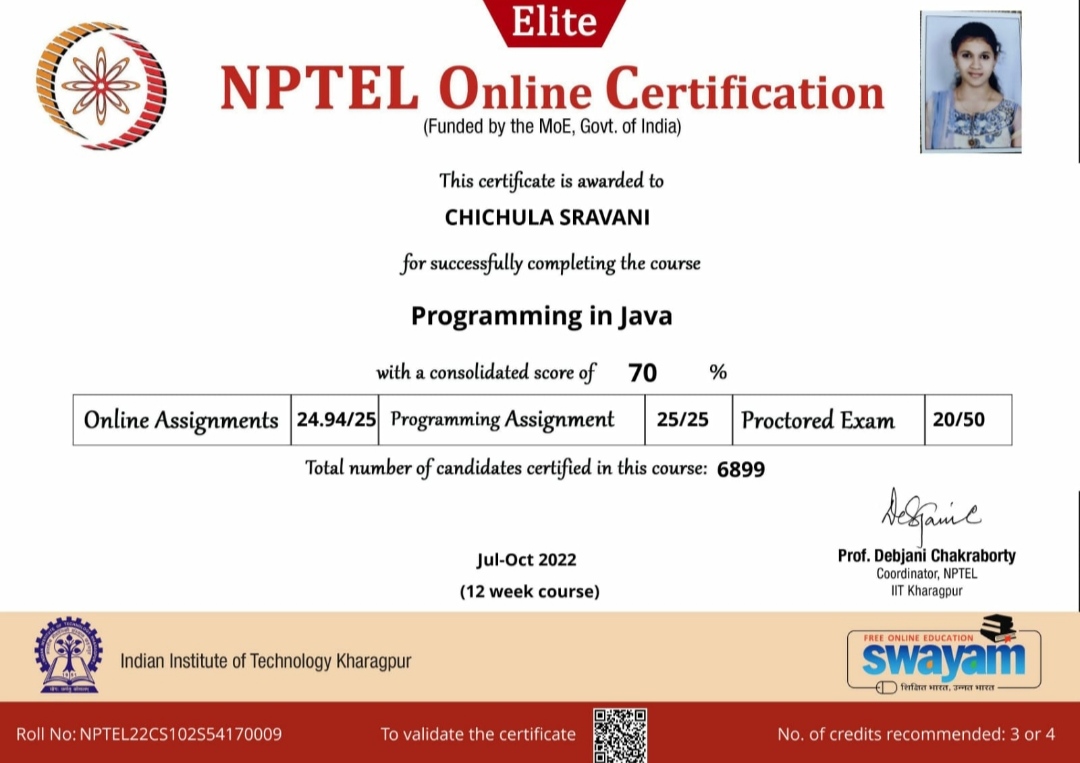 Elite
NPTEL Online Certification
(Funded by the MoE, Govt. of India)
This certificate is awarded to
CHICHULA SRAVANI
for successfully completing the course
Programming in Java
with a consolidated score of 70 %
Online Assignments 24.94/25 Programming Assignment 25/25 Proctored Exam 20/50
Total number of candidates certified in this course: 6899
Jul-Oct 2022
(12 week course)
Prof. Debjani Chakraborty
Coordinator, NPTEL
IIT Kharagpur
Indian Institute of Technology Kharagpur
FREE ONLINE EDUCATION
swayam
शिक्षित भारत, उन्नत भारत
Roll No: NPTEL22CS102S54170009
To validate the certificate
No. of credits recommended: 3 or 4